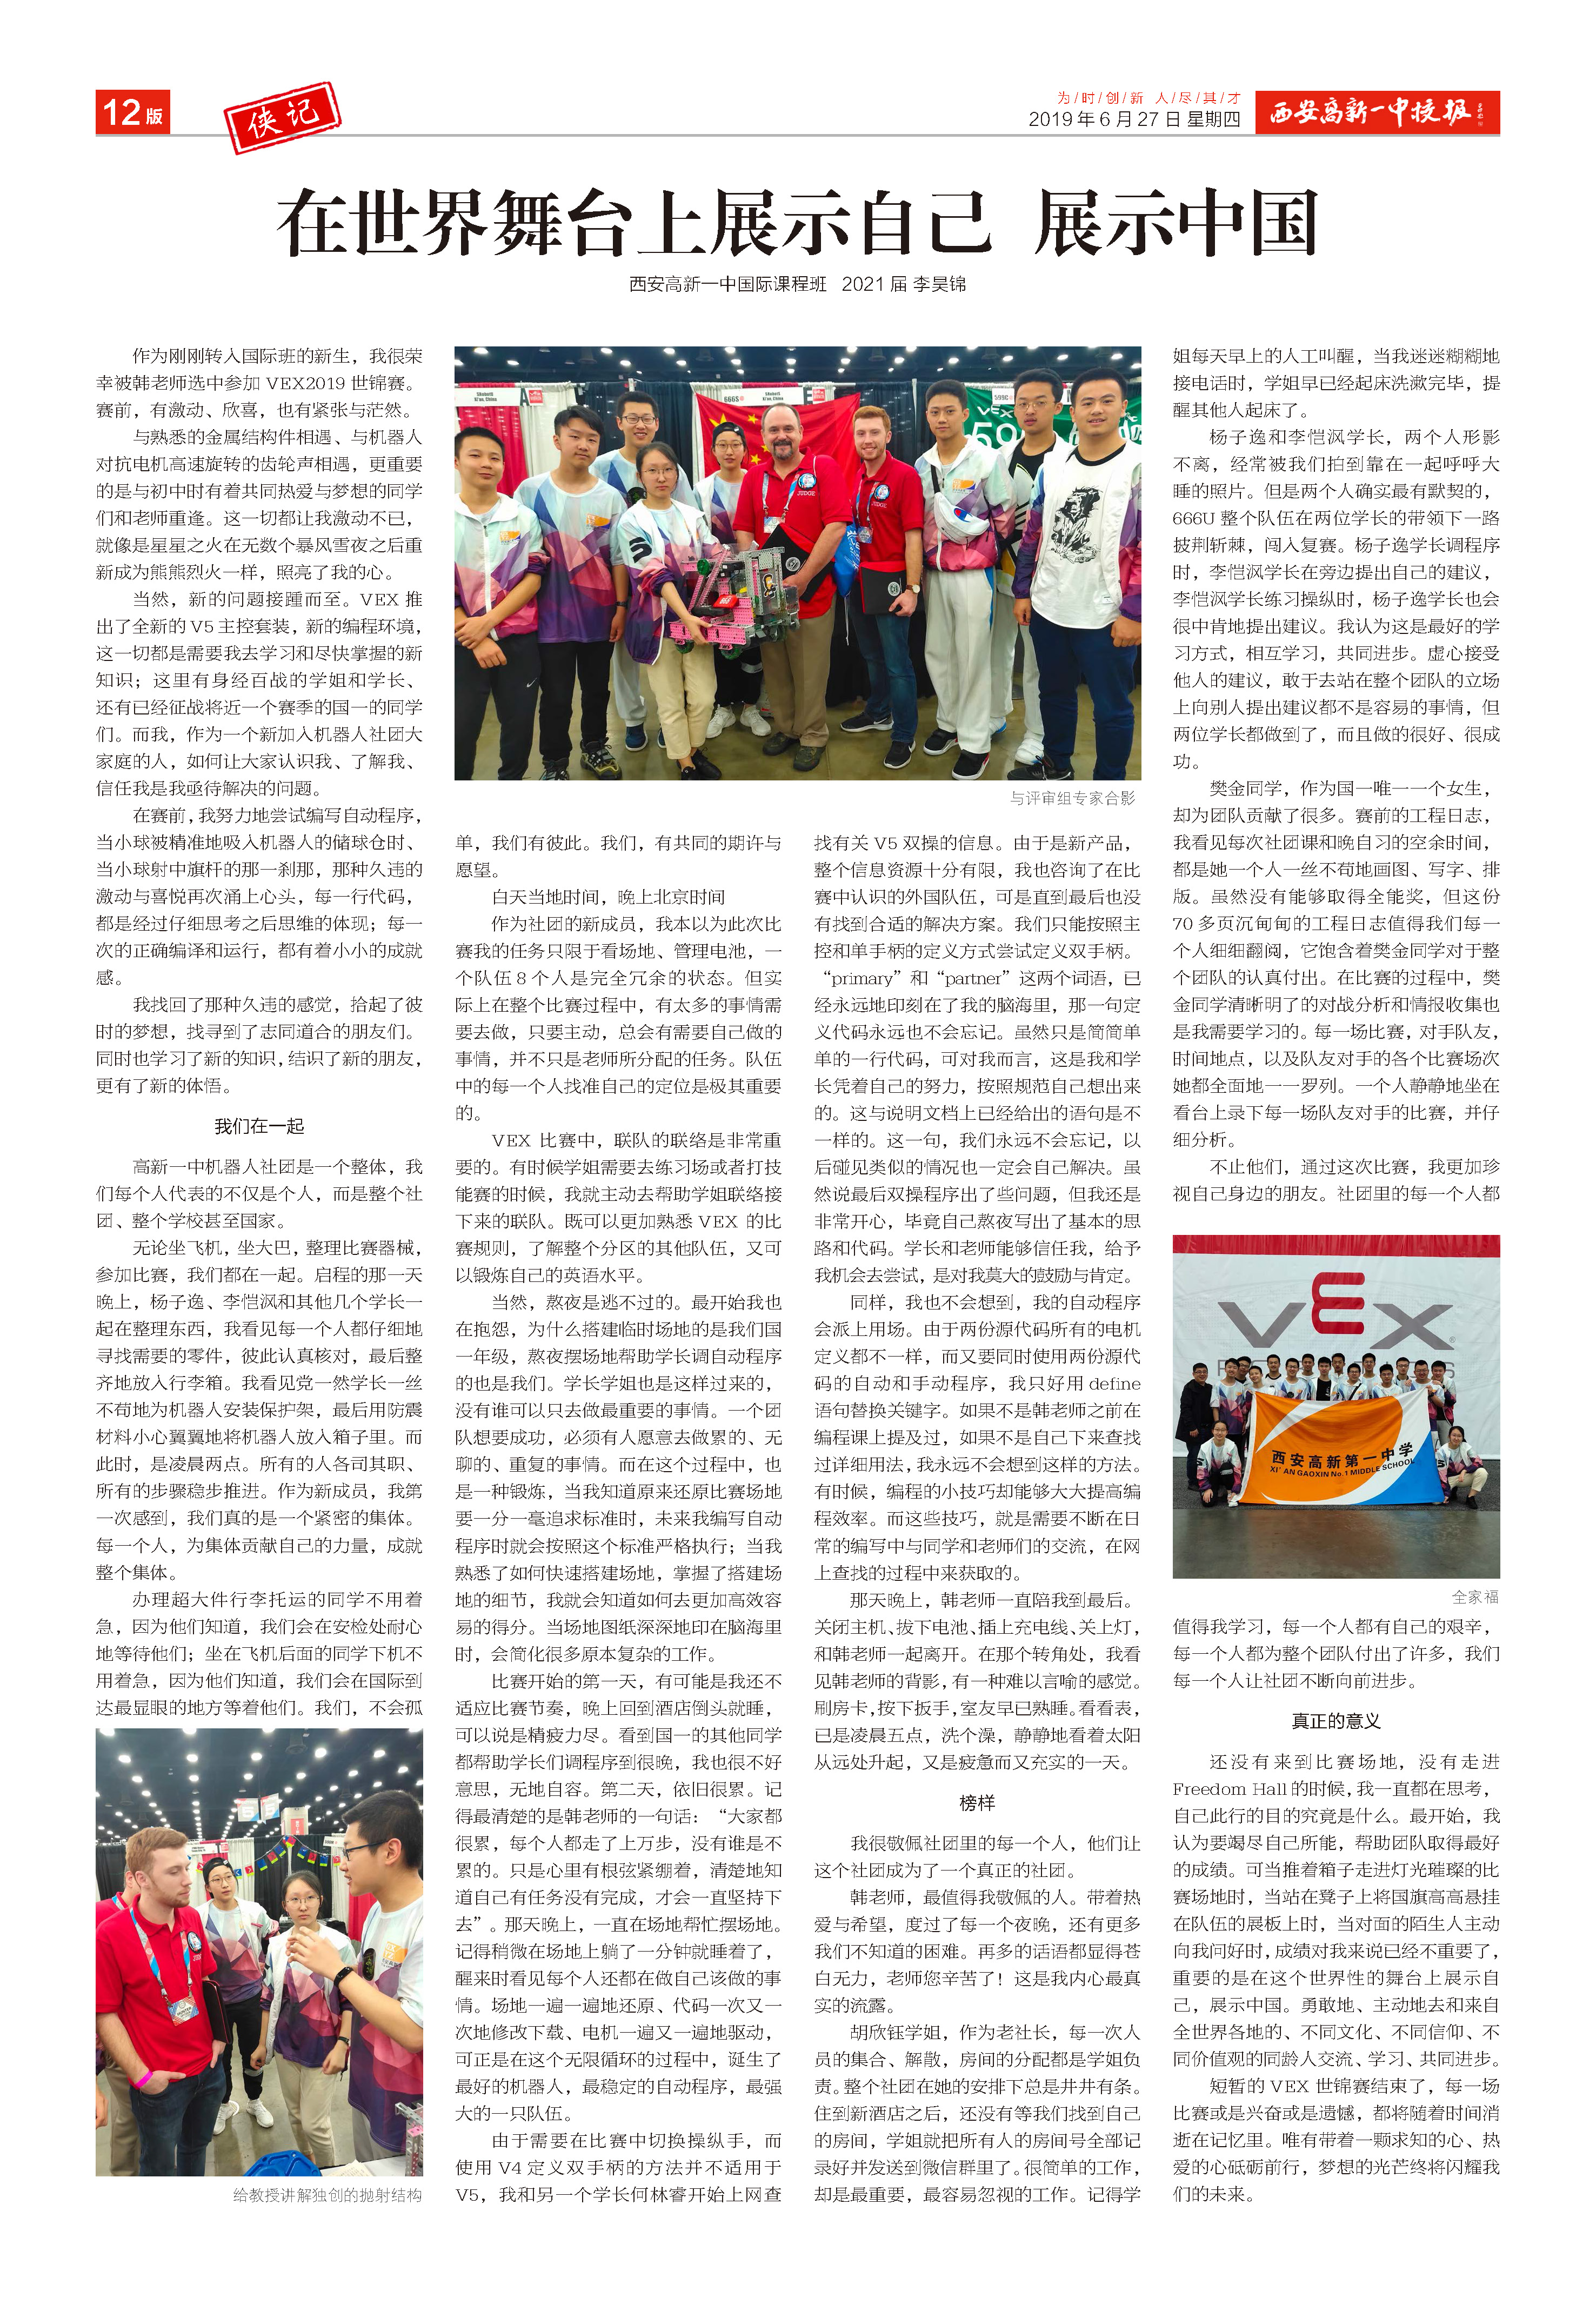 12版
侠记
为/时/创/新 人/尽/其/才
2019年6月27日 星期四
西安高新一中校报
在世界舞台上展示自己 展示中国
西安高新一中国际课程班 2021届 李昊锦
作为刚刚转入国际班的新生，我很荣
幸被韩老师选中参加 VEX2019 世锦赛。
赛前，有激动、欣喜，也有紧张与茫然。
与熟悉的金属结构件相遇、与机器人
对抗电机高速旋转的齿轮声相遇，更重要
的是与初中时有着共同热爱与梦想的同学
们和老师重逢。这一切都让我激动不已，
就像是星星之火在无数个暴风雪夜之后重
新成为熊熊烈火一样，照亮了我的心。
当然，新的问题接踵而至。VEX 推
出了全新的 V5 主控套装，新的编程环境，
这一切都是需要我去学习和尽快掌握的新
知识；这里有身经百战的学姐和学长、
还有已经征战将近一个赛季的国一的同学
们。而我，作为一个新加入机器人社团大
家庭的人，如何让大家认识我、了解我、
信任我是我亟待解决的问题。
在赛前，我努力地尝试编写自动程序，
当小球被精准地吸入机器人的储球仓时、
当小球射中旗杆的那一刹那，那种久违的
激动与喜悦再次涌上心头，每一行代码，
都是经过仔细思考之后思维的体现；每一
次的正确编译和运行，都有着小小的成就
感。
我找回了那种久违的感觉，拾起了彼
时的梦想，找寻到了志同道合的朋友们。
同时也学习了新的知识，结识了新的朋友，
更有了新的体悟。
我们在一起
高新一中机器人社团是一个整体，我
们每个人代表的不仅是个人，而是整个社
团、整个学校甚至国家。
无论坐飞机，坐大巴，整理比赛器械，
参加比赛，我们都在一起。启程的那一天
晚上，杨子逸、李恺沨和其他几个学长一
起在整理东西，我看见每一个人都仔细地
寻找需要的零件，彼此认真核对，最后整
齐地放入行李箱。我看见党一然学长一丝
不苟地为机器人安装保护架，最后用防震
材料小心翼翼地将机器人放入箱子里。而
此时，是凌晨两点。所有的人各司其职、
所有的步骤稳步推进。作为新成员，我第
一次感到，我们真的是一个紧密的集体。
每一个人，为集体贡献自己的力量，成就
整个集体。
办理超大件行李托运的同学不用着
急，因为他们知道，我们会在安检处耐心
地等待他们；坐在飞机后面的同学下机不
用着急，因为他们知道，我们会在国际到
达最显眼的地方等着他们。我们，不会孤
给教授讲解独创的抛射结构
SRobotII
Xi'an, China
A
666S
SRobotII
Xi'an, China
E
599C
VEX
JUDGE
JUDGE
与评审组专家合影
单，我们有彼此。我们，有共同的期许与
愿望。
白天当地时间，晚上北京时间
作为社团的新成员，我本以为此次比
赛我的任务只限于看场地、管理电池，一
个队伍 8 个人是完全冗余的状态。但实
际上在整个比赛过程中，有太多的事情需
要去做，只要主动，总会有需要自己做的
事情，并不只是老师所分配的任务。队伍
中的每一个人找准自己的定位是极其重要
的。
VEX 比赛中，联队的联络是非常重
要的。有时候学姐需要去练习场或者打技
能赛的时候，我就主动去帮助学姐联络接
下来的联队。既可以更加熟悉 VEX 的比
赛规则，了解整个分区的其他队伍，又可
以锻炼自己的英语水平。
当然，熬夜是逃不过的。最开始我也
在抱怨，为什么搭建临时场地的是我们国
一年级，熬夜摆场地帮助学长调自动程序
的也是我们。学长学姐也是这样过来的，
没有谁可以只去做最重要的事情。一个团
队想要成功，必须有人愿意去做累的、无
聊的、重复的事情。而在这个过程中，也
是一种锻炼，当我知道原来还原比赛场地
要一分一毫追求标准时，未来我编写自动
程序时就会按照这个标准严格执行；当我
熟悉了如何快速搭建场地，掌握了搭建场
地的细节，我就会知道如何去更加高效容
易的得分。当场地图纸深深地印在脑海里
时，会简化很多原本复杂的工作。
比赛开始的第一天，有可能是我还不
适应比赛节奏，晚上回到酒店倒头就睡，
可以说是精疲力尽。看到国一的其他同学
都帮助学长们调程序到很晚，我也很不好
意思，无地自容。第二天，依旧很累。记
得最清楚的是韩老师的一句话：“大家都
很累，每个人都走了上万步，没有谁是不
累的。只是心里有根弦紧绷着，清楚地知
道自己有任务没有完成，才会一直坚持下
去”。那天晚上，一直在场地帮忙摆场地。
记得稍微在场地上躺了一分钟就睡着了，
醒来时看见每个人还都在做自己该做的事
情。场地一遍一遍地还原、代码一次又一
次地修改下载、电机一遍又一遍地驱动，
可正是在这个无限循环的过程中，诞生了
最好的机器人，最稳定的自动程序，最强
大的一只队伍。
由于需要在比赛中切换操纵手，而
使用 V4 定义双手柄的方法并不适用于
V5，我和另一个学长何林睿开始上网查
找有关 V5 双操的信息。由于是新产品，
整个信息资源十分有限，我也咨询了在比
赛中认识的外国队伍，可是直到最后也没
有找到合适的解决方案。我们只能按照主
控和单手柄的定义方式尝试定义双手柄。
“primary”和“partner”这两个词语，已
经永远地印刻在了我的脑海里，那一句定
义代码永远也不会忘记。虽然只是简简单
单的一行代码，可对我而言，这是我和学
长凭着自己的努力，按照规范自己想出来
的。这与说明文档上已经给出的语句是不
一样的。这一句，我们永远不会忘记，以
后碰见类似的情况也一定会自己解决。虽
然说最后双操程序出了些问题，但我还是
非常开心，毕竟自己熬夜写出了基本的思
路和代码。学长和老师能够信任我，给予
我机会去尝试，是对我莫大的鼓励与肯定。
同样，我也不会想到，我的自动程序
会派上用场。由于两份源代码所有的电机
定义都不一样，而又要同时使用两份源代
码的自动和手动程序，我只好用 define
语句替换关键字。如果不是韩老师之前在
编程课上提及过，如果不是自己下来查找
过详细用法，我永远不会想到这样的方法。
有时候，编程的小技巧却能够大大提高编
程效率。而这些技巧，就是需要不断在日
常的编写中与同学和老师们的交流，在网
上查找的过程中来获取的。
那天晚上，韩老师一直陪我到最后。
关闭主机、拔下电池、插上充电线、关上灯，
和韩老师一起离开。在那个转角处，我看
见韩老师的背影，有一种难以言喻的感觉。
刷房卡，按下扳手，室友早已熟睡。看看表，
已是凌晨五点，洗个澡，静静地看着太阳
从远处升起，又是疲惫而又充实的一天。
榜样
我很敬佩社团里的每一个人，他们让
这个社团成为了一个真正的社团。
韩老师，最值得我敬佩的人。带着热
爱与希望，度过了每一个夜晚，还有更多
我们不知道的困难。再多的话语都显得苍
白无力，老师您辛苦了！这是我内心最真
实的流露。
胡欣钰学姐，作为老社长，每一次人
员的集合、解散，房间的分配都是学姐负
责。整个社团在她的安排下总是井井有条。
住到新酒店之后，还没有等我们找到自己
的房间，学姐就把所有人的房间号全部记
录好并发送到微信群里了。很简单的工作，
却是最重要，最容易忽视的工作。记得学
姐每天早上的人工叫醒，当我迷迷糊糊地
接电话时，学姐早已经起床洗漱完毕，提
醒其他人起床了。
杨子逸和李恺沨学长，两个人形影
不离，经常被我们拍到靠在一起呼呼大
睡的照片。但是两个人确实最有默契的，
666U 整个队伍在两位学长的带领下一路
披荆斩棘，闯入复赛。杨子逸学长调程序
时，李恺沨学长在旁边提出自己的建议，
李恺沨学长练习操纵时，杨子逸学长也会
很中肯地提出建议。我认为这是最好的学
习方式，相互学习，共同进步。虚心接受
他人的建议，敢于去站在整个团队的立场
上向别人提出建议都不是容易的事情，但
两位学长都做到了，而且做的很好、很成
功。
樊金同学，作为国一唯一一个女生，
却为团队贡献了很多。赛前的工程日志，
我看见每次社团课和晚自习的空余时间，
都是她一个人一丝不苟地画图、写字、排
版。虽然没有能够取得全能奖，但这份
70 多页沉甸甸的工程日志值得我们每一
个人细细翻阅，它饱含着樊金同学对于整
个团队的认真付出。在比赛的过程中，樊
金同学清晰明了的对战分析和情报收集也
是我需要学习的。每一场比赛，对手队友，
时间地点，以及队友对手的各个比赛场次
她都全面地一一罗列。一个人静静地坐在
看台上录下每一场队友对手的比赛，并仔
细分析。
不止他们，通过这次比赛，我更加珍
视自己身边的朋友。社团里的每一个人都
VEX
西安高新第一中学
XI'AN GAOXIN No.1 MIDDLE SCHOOL
全家福
值得我学习，每一个人都有自己的艰辛，
每一个人都为整个团队付出了许多，我们
每一个人让社团不断向前进步。
真正的意义
还没有来到比赛场地，没有走进
Freedom Hall 的时候，我一直都在思考，
自己此行的目的究竟是什么。最开始，我
认为要竭尽自己所能，帮助团队取得最好
的成绩。可当推着箱子走进灯光璀璨的比
赛场地时，当站在凳子上将国旗高高悬挂
在队伍的展板上时，当对面的陌生人主动
向我问好时，成绩对我来说已经不重要了，
重要的是在这个世界性的舞台上展示自
己，展示中国。勇敢地、主动地去和来自
全世界各地的、不同文化、不同信仰、不
同价值观的同龄人交流、学习、共同进步。
短暂的 VEX 世锦赛结束了，每一场
比赛或是兴奋或是遗憾，都将随着时间消
逝在记忆里。唯有带着一颗求知的心、热
爱的心砥砺前行，梦想的光芒终将闪耀我
们的未来。